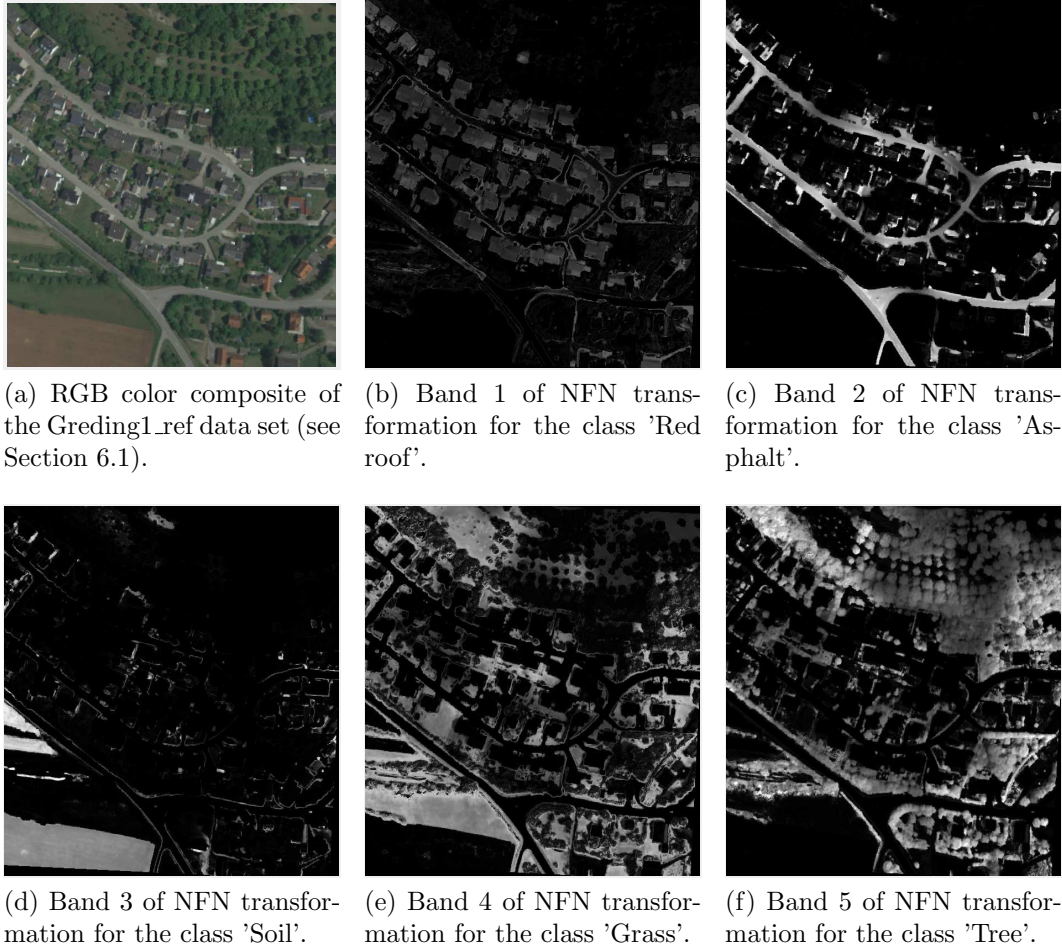 (a) RGB color composite of
the Greding1_ref data set (see
Section 6.1).
(b) Band 1 of NFN trans-
formation for the class 'Red
roof'.
(c) Band 2 of NFN trans-
formation for the class 'As-
phalt'.
(d) Band 3 of NFN transfor-
mation for the class 'Soil'.
(e) Band 4 of NFN transfor-
mation for the class 'Grass'.
(f) Band 5 of NFN transfor-
mation for the class 'Tree'.